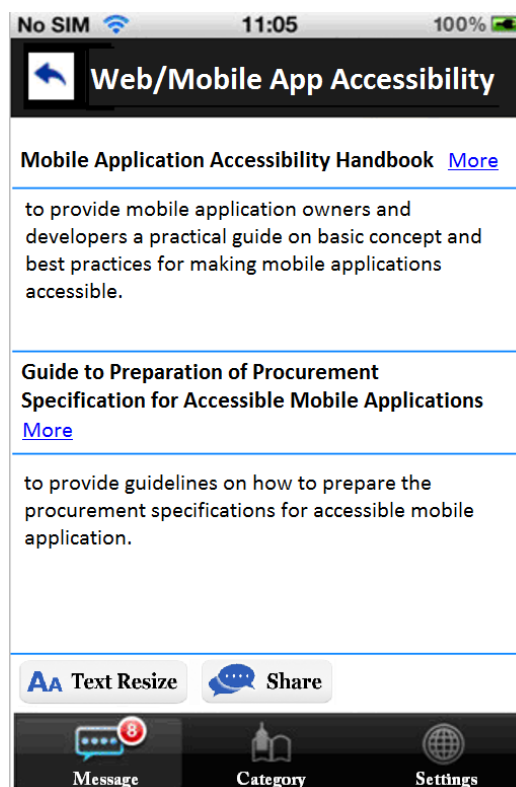 No SIM 11:05 100%
Web/Mobile App Accessibility
Mobile Application Accessibility Handbook More
to provide mobile application owners and
developers a practical guide on basic concept and
best practices for making mobile applications
accessible.
Guide to Preparation of Procurement
Specification for Accessible Mobile Applications
More
to provide guidelines on how to prepare the
procurement specifications for accessible mobile
application.
AA Text Resize Share
8
Message Category Settings